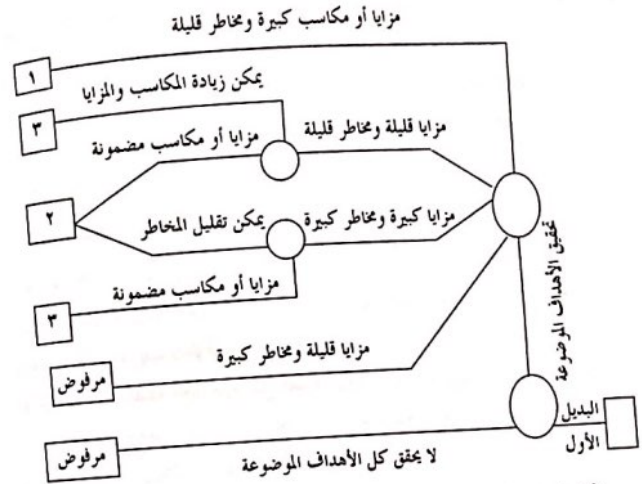 مزايا أو مكاسب كبيرة ومخاطر قليلة
١
يمكن زيادة المكاسب والمزايا
٣
مزايا أو مكاسب مضمونة
مزايا قليلة ومخاطر قليلة
٢
يمكن تقليل المخاطر
مزايا كبيرة ومخاطر كبيرة
تحقيق الأهداف الموضوعة
مزايا أو مكاسب مضمونة
٣
مزايا قليلة ومخاطر كبيرة
مرفوض
البديل
الأول
لا يحقق كل الأهداف الموضوعة
مرفوض